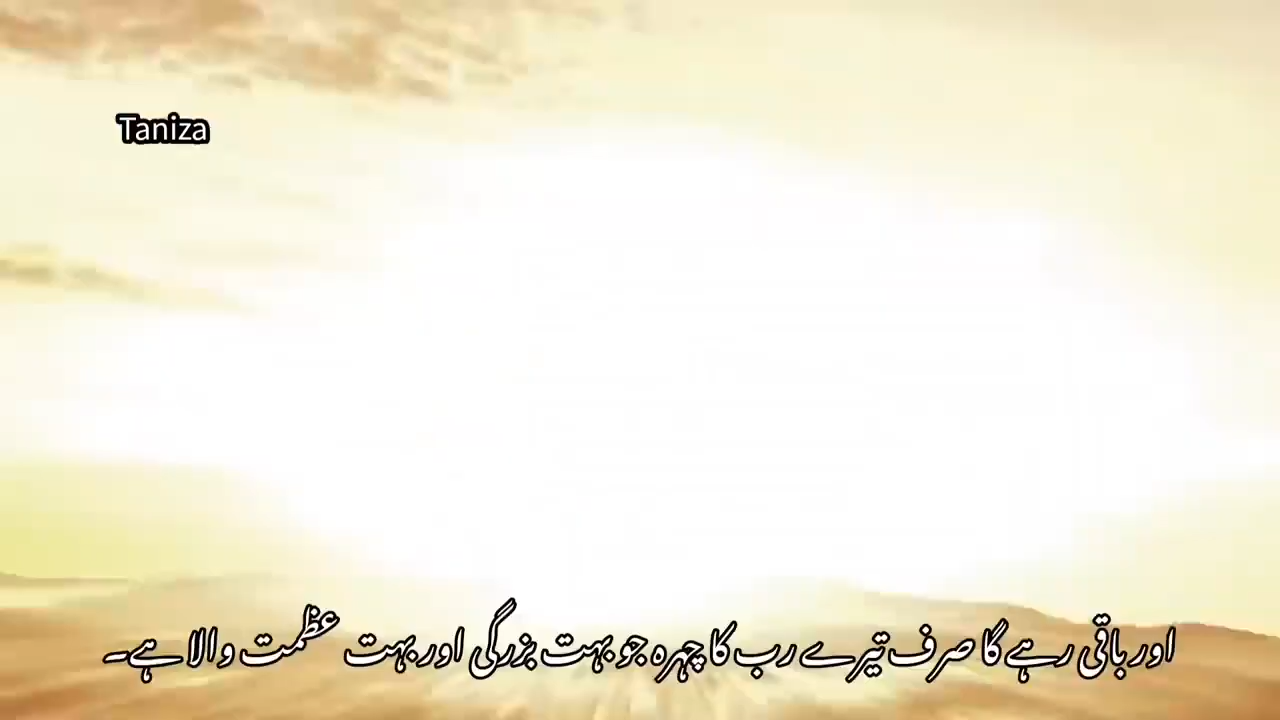 Taniza
اور باقی رہے گا صرف تیرے رب کا چہرہ جو بہت بزرگی اور بہت عظمت والا ہے۔